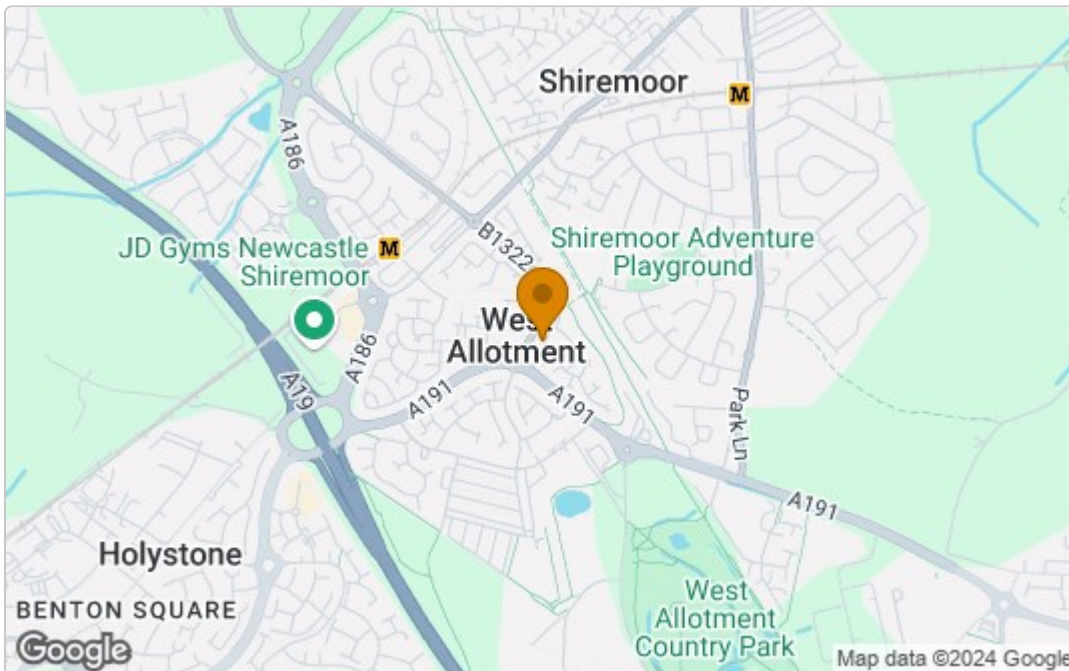 Shiremoor
M
A186
JD Gyms Newcastle
Shiremoor
M
B1322
Shiremoor Adventure
Playground
West
Allotment
A186
A19
A191
A191
Park Ln
A191
Holystone
BENTON SQUARE
West
Allotment
Country Park
Google
Map data ©2024 Google